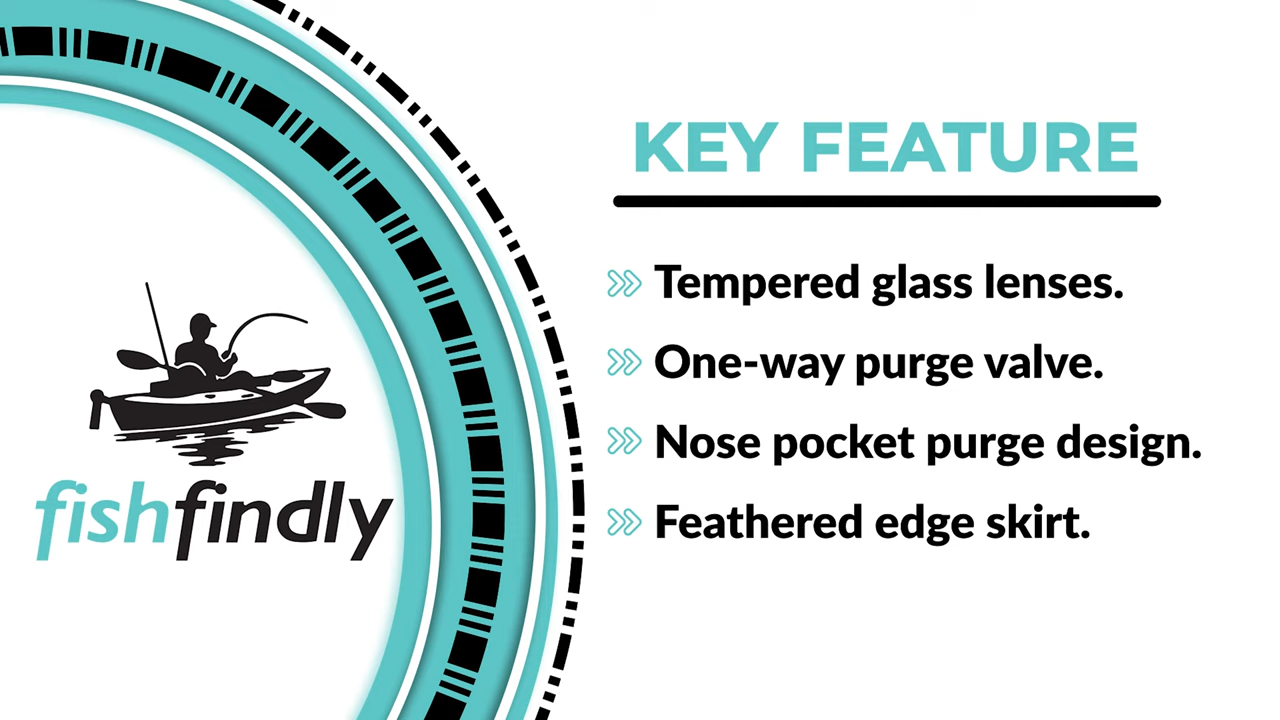 KEY FEATURE
Tempered glass lenses.
One-way purge valve.
Nose pocket purge design.
Feathered edge skirt.
fishfindly